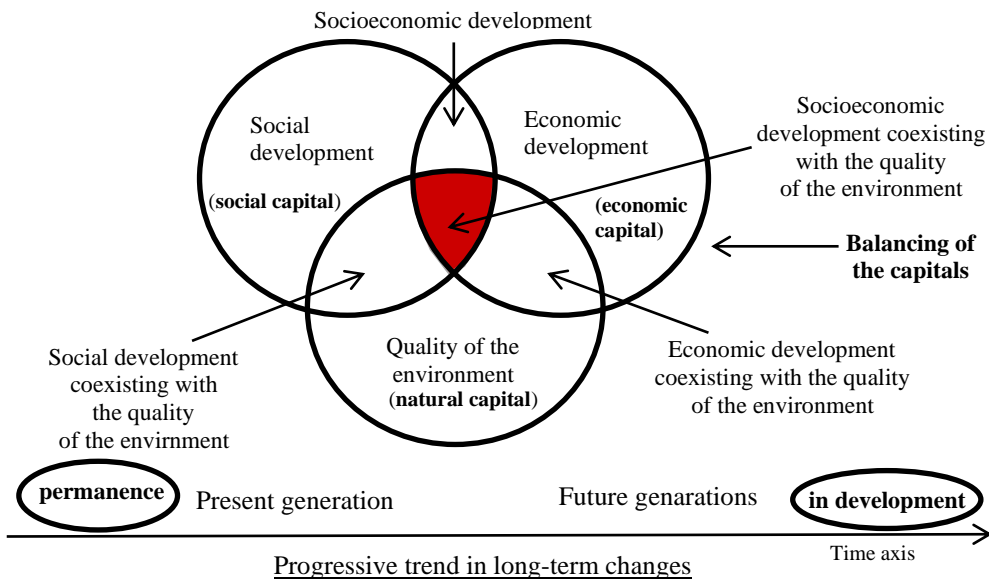 Socioeconomic development
Social
development
(social capital)
Economic
development
(economic
capital)
Socioeconomic
development coexisting
with the quality
of the environment
Balancing of
the capitals
Social development
coexisting with
the quality
of the envirnment
Quality of the
environment
(natural capital)
Economic development
coexisting with the quality
of the environment
permanence
Present generation
Future genarations
in development
Time axis
Progressive trend in long-term changes